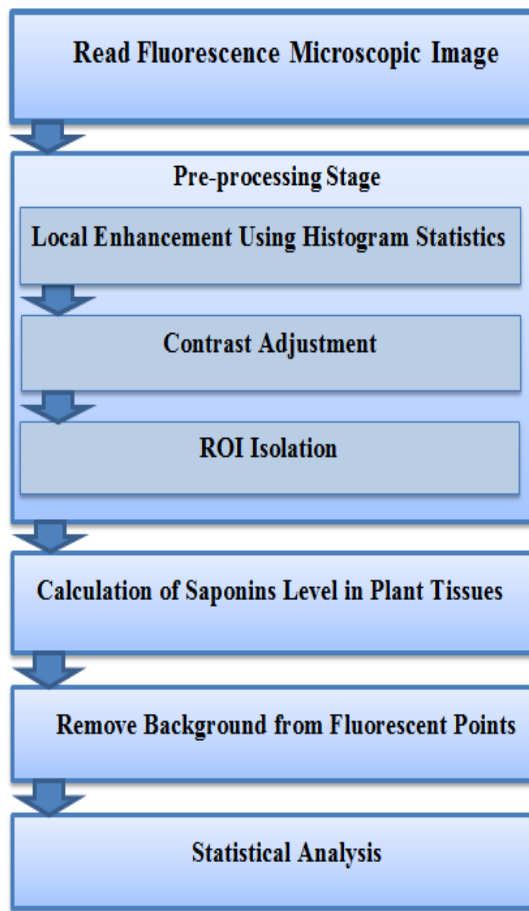 Read Fluorescence Microscopic Image
Pre-processing Stage
Local Enhancement Using Histogram Statistics
Contrast Adjustment
ROI Isolation
Calculation of Saponins Level in Plant Tissues
Remove Background from Fluorescent Points
Statistical Analysis